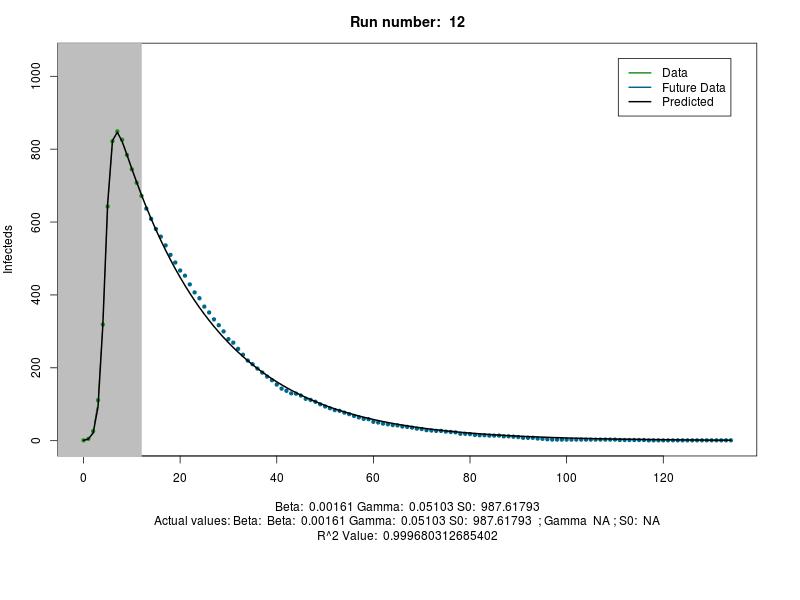 Run number: 12
Infecteds
1000
800
600
400
200
0
Data
Future Data
Predicted
0 20 40 60 80 100 120
Beta: 0.00161 Gamma: 0.05103 S0: 987.61793
Actual values: Beta: Beta: 0.00161 Gamma: 0.05103 S0: 987.61793 ; Gamma NA ; S0: NA
R^2 Value: 0.999680312685402